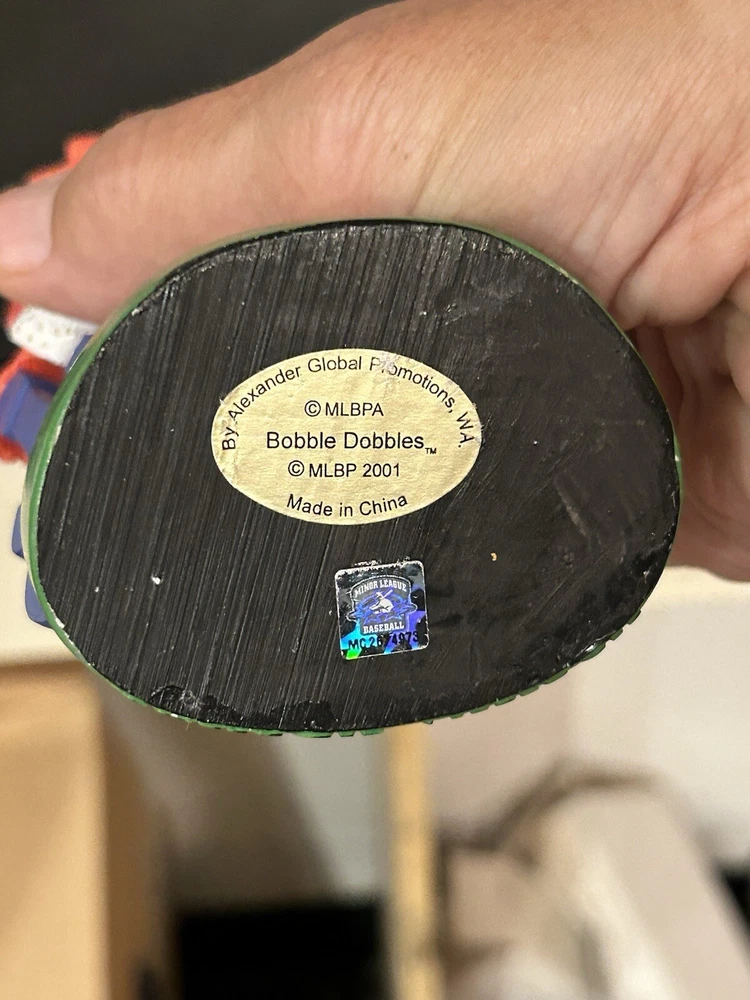 By Alexander Global Promotions, WA.
© MLBPA
Bobble Dobbles™
© MLBP 2001
Made in China
MINOR LEAGUE
BASEBALL